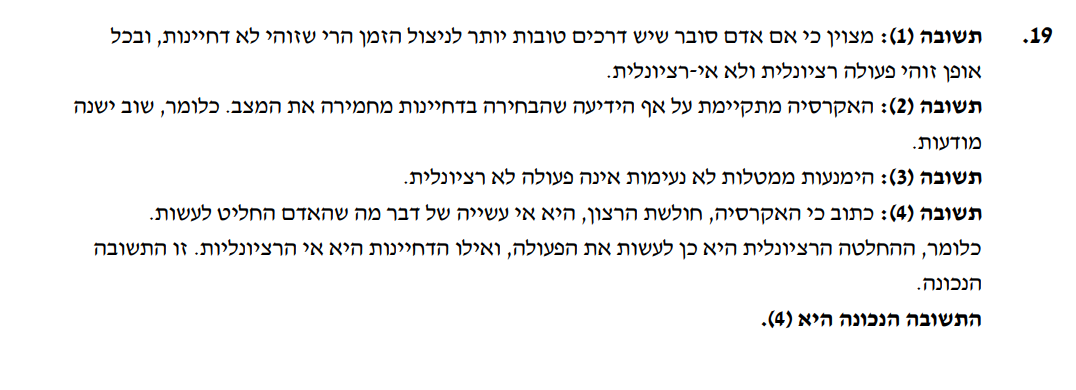 19. תשובה (1): מצוין כי אם אדם סובר שיש דרכים טובות יותר לניצול הזמן הרי שזוהי לא דחיינות, ובכל
אופן זוהי פעולה רציונלית ולא אי-רציונלית.
תשובה (2): האקרסיה מתקיימת על אף הידיעה שהבחירה בדחיינות מחמירה את המצב. כלומר, שוב ישנה
מודעות.
תשובה (3): הימנעות ממטלות לא נעימות אינה פעולה לא רציונלית.
תשובה (4): כתוב כי האקרסיה, חולשת הרצון, היא אי עשייה של דבר מה שהאדם החליט לעשות.
כלומר, ההחלטה הרציונלית היא כן לעשות את הפעולה, ואילו הדחיינות היא אי הרציונליות. זו התשובה
הנכונה.
התשובה הנכונה היא (4).